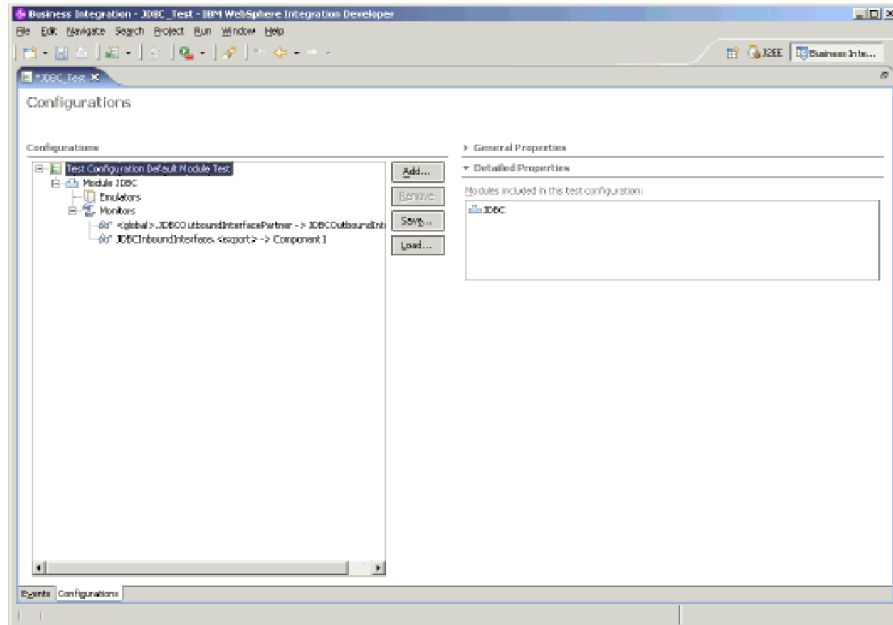 Business Integration - JDBC_Test - IBM WebSphere Integration Developer
File Edit Navigate Search Project Run Window Help
J2EE Business Inte...
*JDBC_Test
Configurations
Configurations
General Properties
Test Configuration Default Module Test
Add...
Detailed Properties
Module JDBC
Modules included in this test configuration:
Emulators
Remove
JDBC
Monitors
<global>.JDBCOutboundInterfacePartner -> JDBCOutboundInt
Save...
JDBCInboundInterface.<export> -> Component1
Load...
Events Configurations